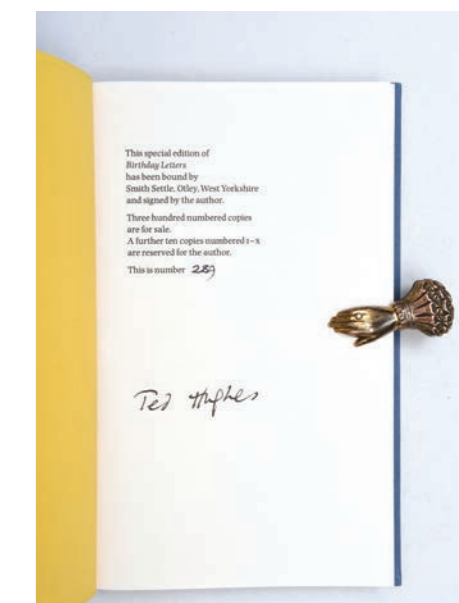 This special edition of
Birthday Letters
has been bound by
Smith Settle, Otley, West Yorkshire
and signed by the author.
Three hundred numbered copies
are for sale.
A further ten copies numbered I–X
are reserved for the author.
This is number 289
Ted Hughes